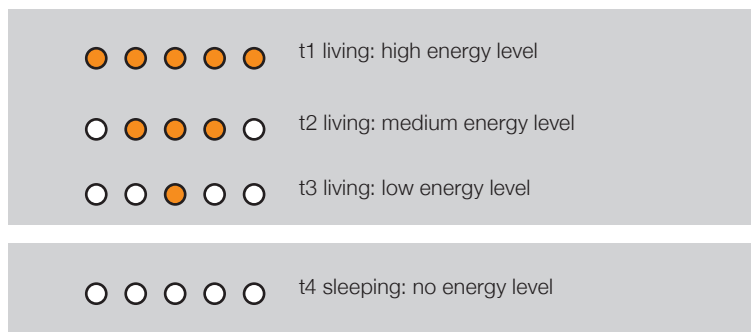 t1 living: high energy level
t2 living: medium energy level
t3 living: low energy level
t4 sleeping: no energy level